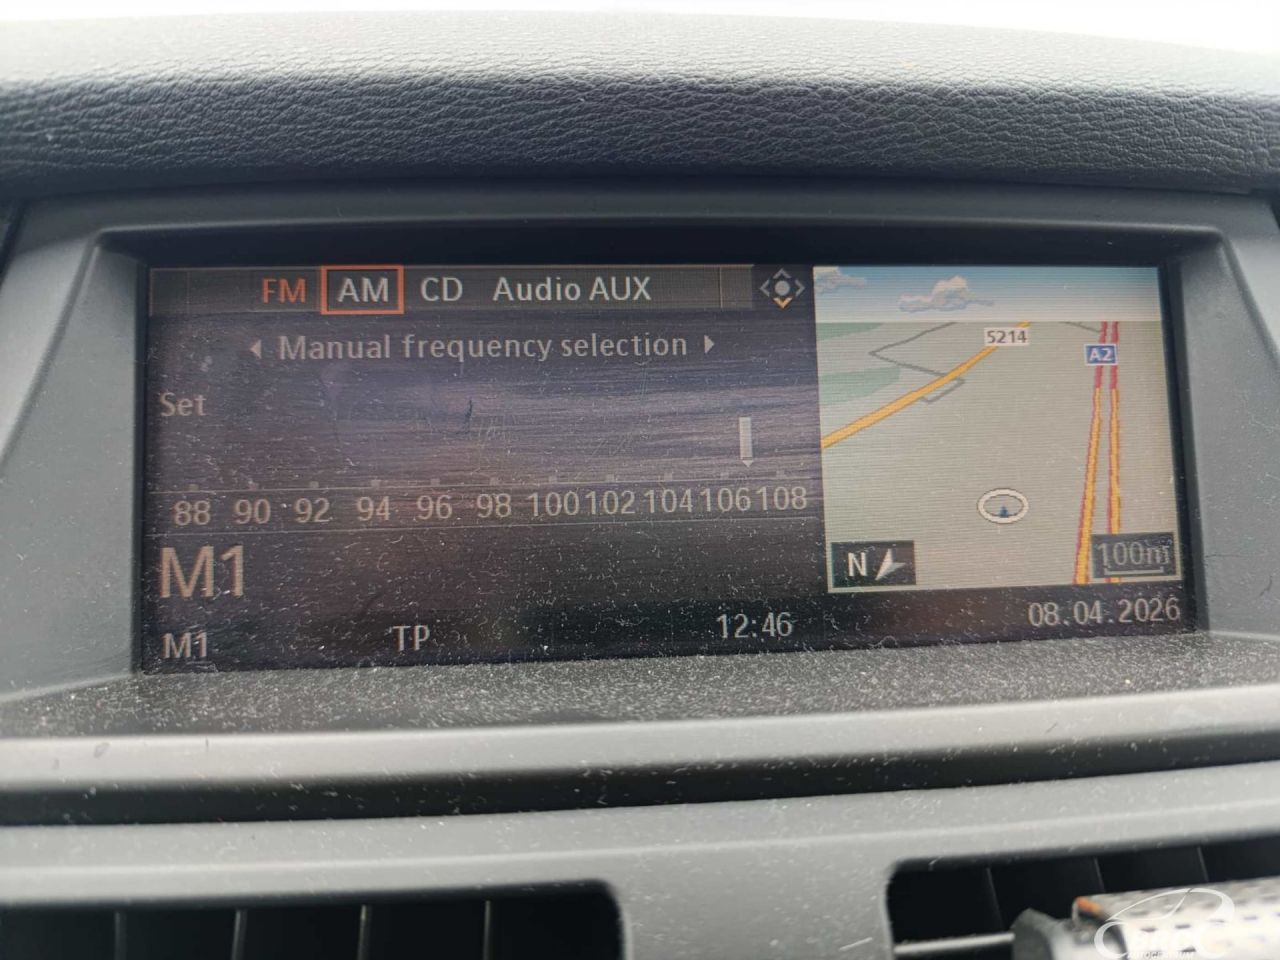 FM AM CD Audio AUX
Manual frequency selection
Set
88 90 92 94 96 98 100 102 104 106 108
M1
M1 TP 12:46
5214
A2
N
100m
08.04.2026